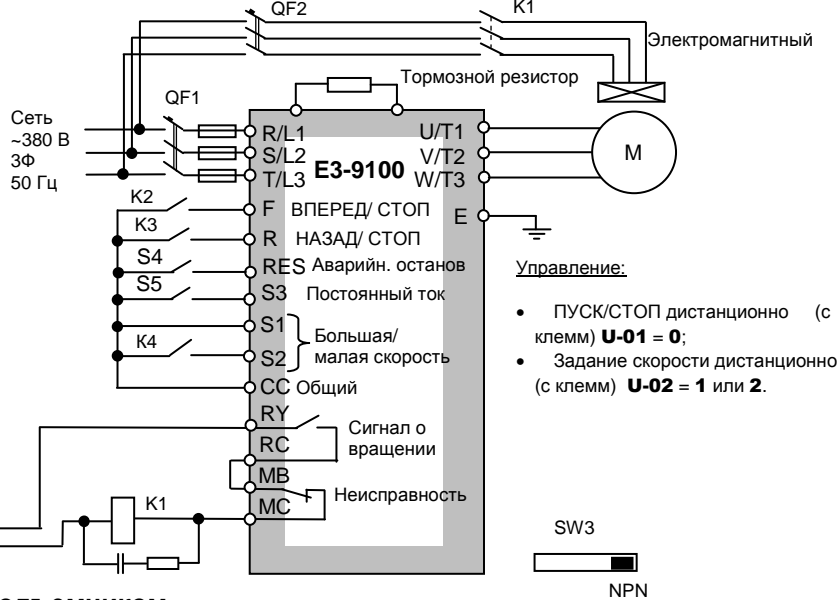 QF2
K1
Электромагнитный
Тормозной резистор
QF1
Сеть
~380 В
3Ф
50 Гц
R/L1
S/L2
T/L3
E3-9100
U/T1
V/T2
W/T3
M
K2
F ВПЕРЕД/ СТОП
E
K3
R НАЗАД/ СТОП
S4
RES Аварийн. останов
S5
S3 Постоянный ток
S1
Большая/
малая скорость
K4
S2
CC Общий
RY
Сигнал о
вращении
RC
MB
Неисправность
MC
K1
Управление:
• ПУСК/СТОП дистанционно (с
клемм) U-01 = 0;
• Задание скорости дистанционно
(с клемм) U-02 = 1 или 2.
SW3
NPN